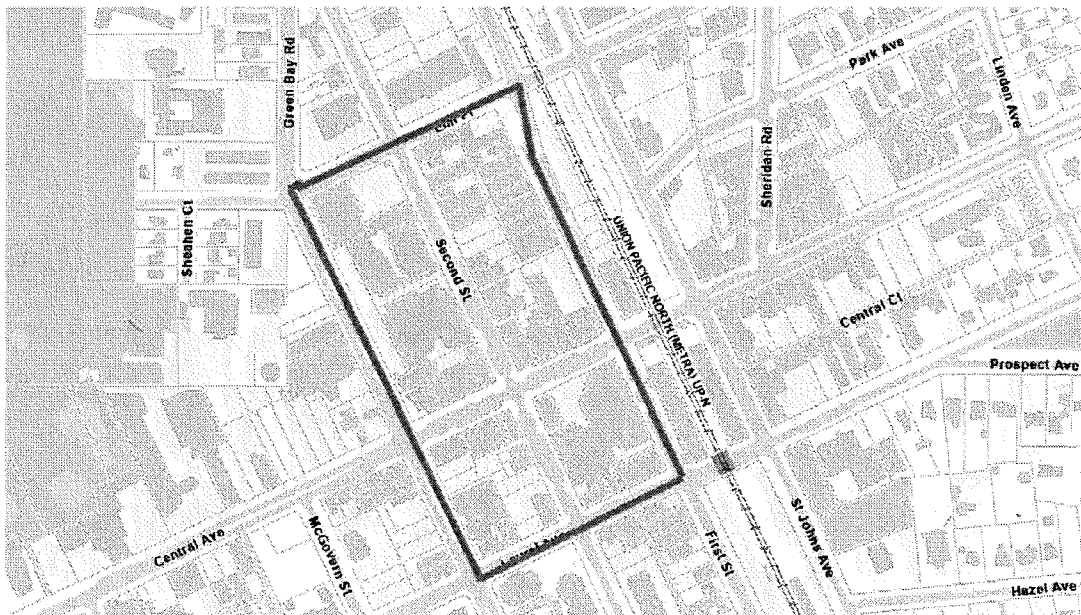 Green Bay Rd
Park Ave
Linden Ave
Sheridan Rd
Sheahen Ct
Second St
UNION PACIFIC NORTH (METRA) UP-N
Central Ct
Prospect Ave
Central Ave
McGovern St
First St
St Johns Ave
Hazel Ave